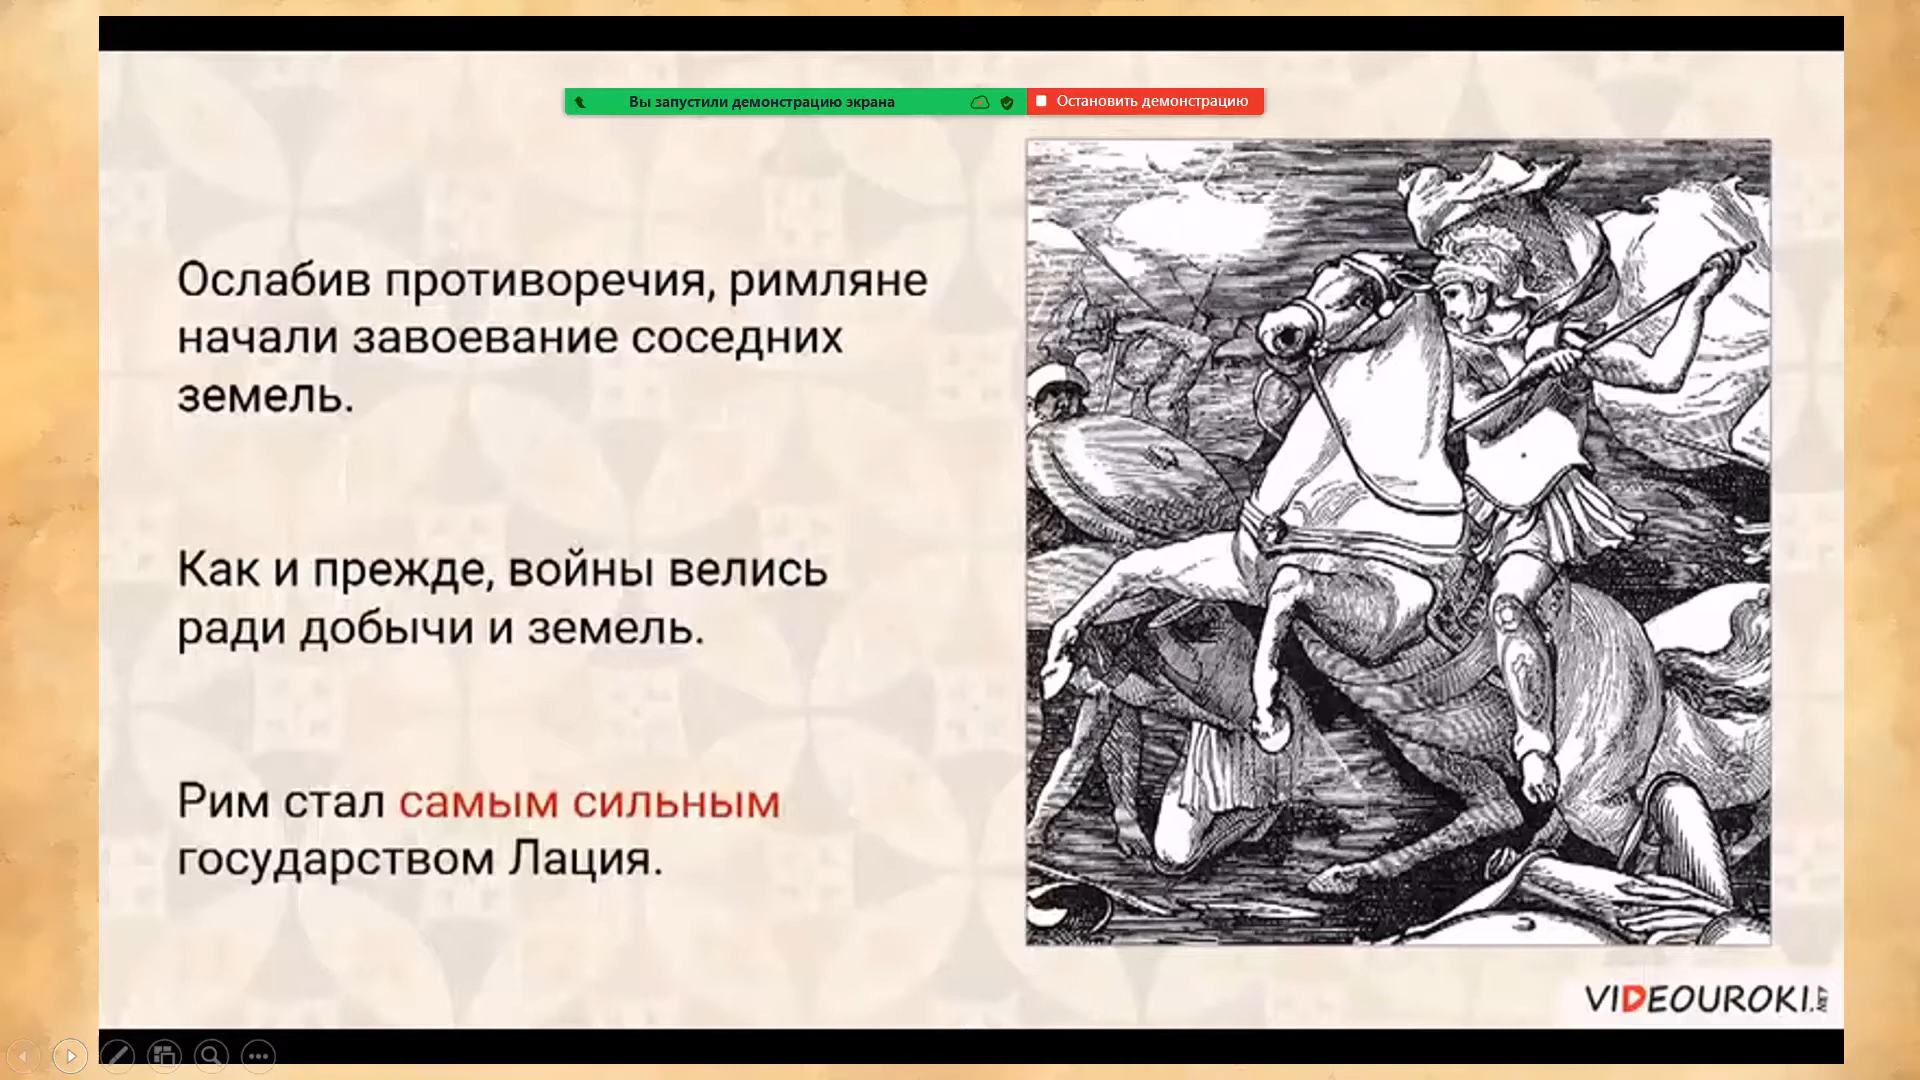 Вы запустили демонстрацию экрана
Остановить демонстрацию
Ослабив противоречия, римляне
начали завоевание соседних
земель.
Как и прежде, войны велись
ради добычи и земель.
Рим стал самым сильным
государством Лация.
VIDEOUROKI.NET